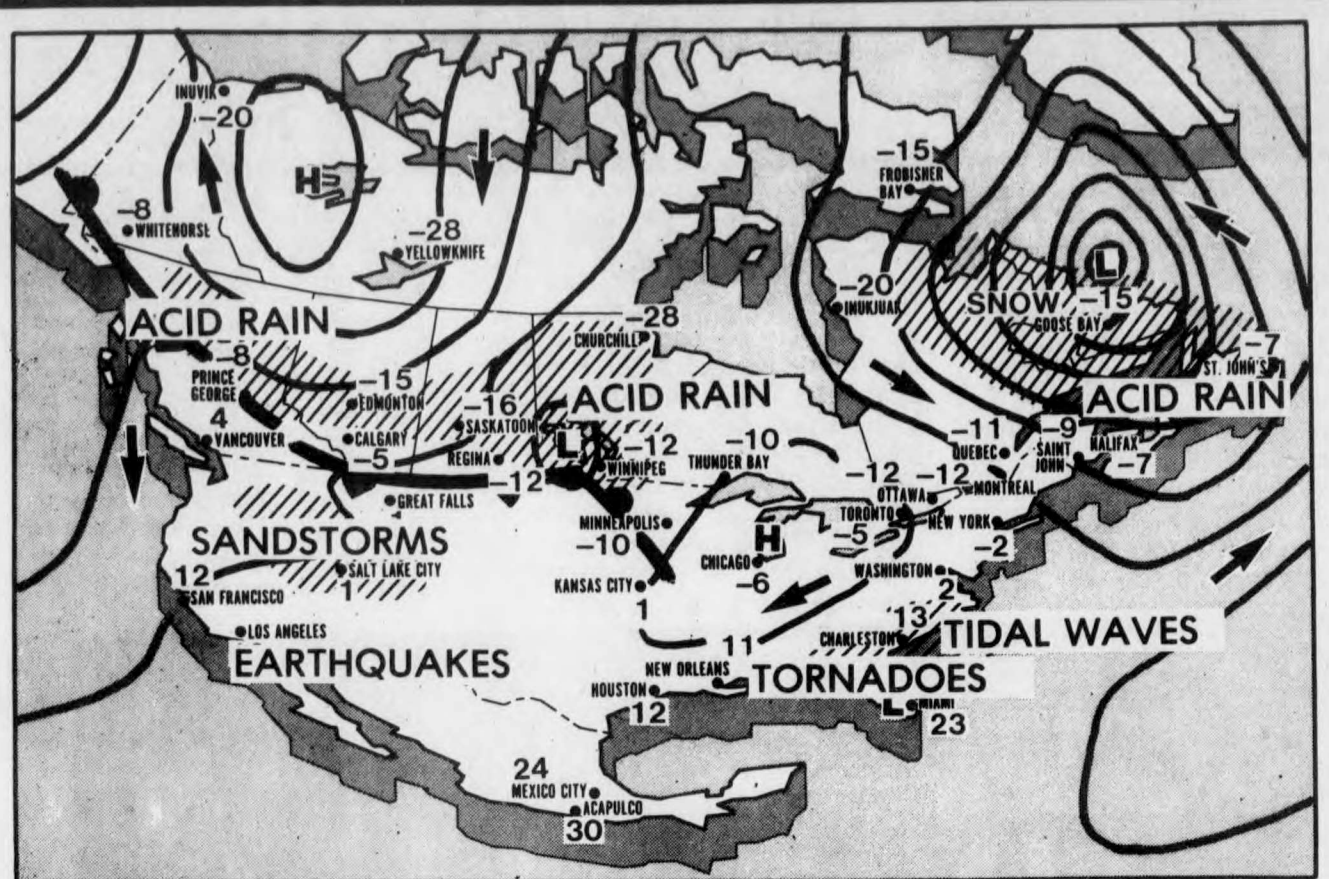 INUVIK
-20
H
-8
WHITEHORSE
-28
YELLOWKNIFE
-15
FROBISHER
BAY
L
-20
INUKJUAK
SNOW -15
GOOSE BAY
-7
ST. JOHN'S
ACID RAIN
-8
PRINCE
GEORGE
-28
CHURCHILL
-15
EDMONTON
-16
SASKATOON
ACID RAIN
L
ACID RAIN
4
VANCOUVER
CALGARY
-5
REGINA
-12
-12
WINNIPEG
-10
THUNDER BAY
-11
QUEBEC
-9
SAINT
JOHN
HALIFAX
-7
-12
OTTAWA
-12
MONTREAL
GREAT FALLS
MINNEAPOLIS
-10
H
TORONTO
-5
NEW YORK
-2
SANDSTORMS
SALT LAKE CITY
1
12
SAN FRANCISCO
CHICAGO
-6
KANSAS CITY
1
WASHINGTON
2
LOS ANGELES
EARTHQUAKES
13
CHARLESTON
TIDAL WAVES
11
NEW ORLEANS
TORNADOES
HOUSTON
12
L
MIAMI
23
24
MEXICO CITY
ACAPULCO
30